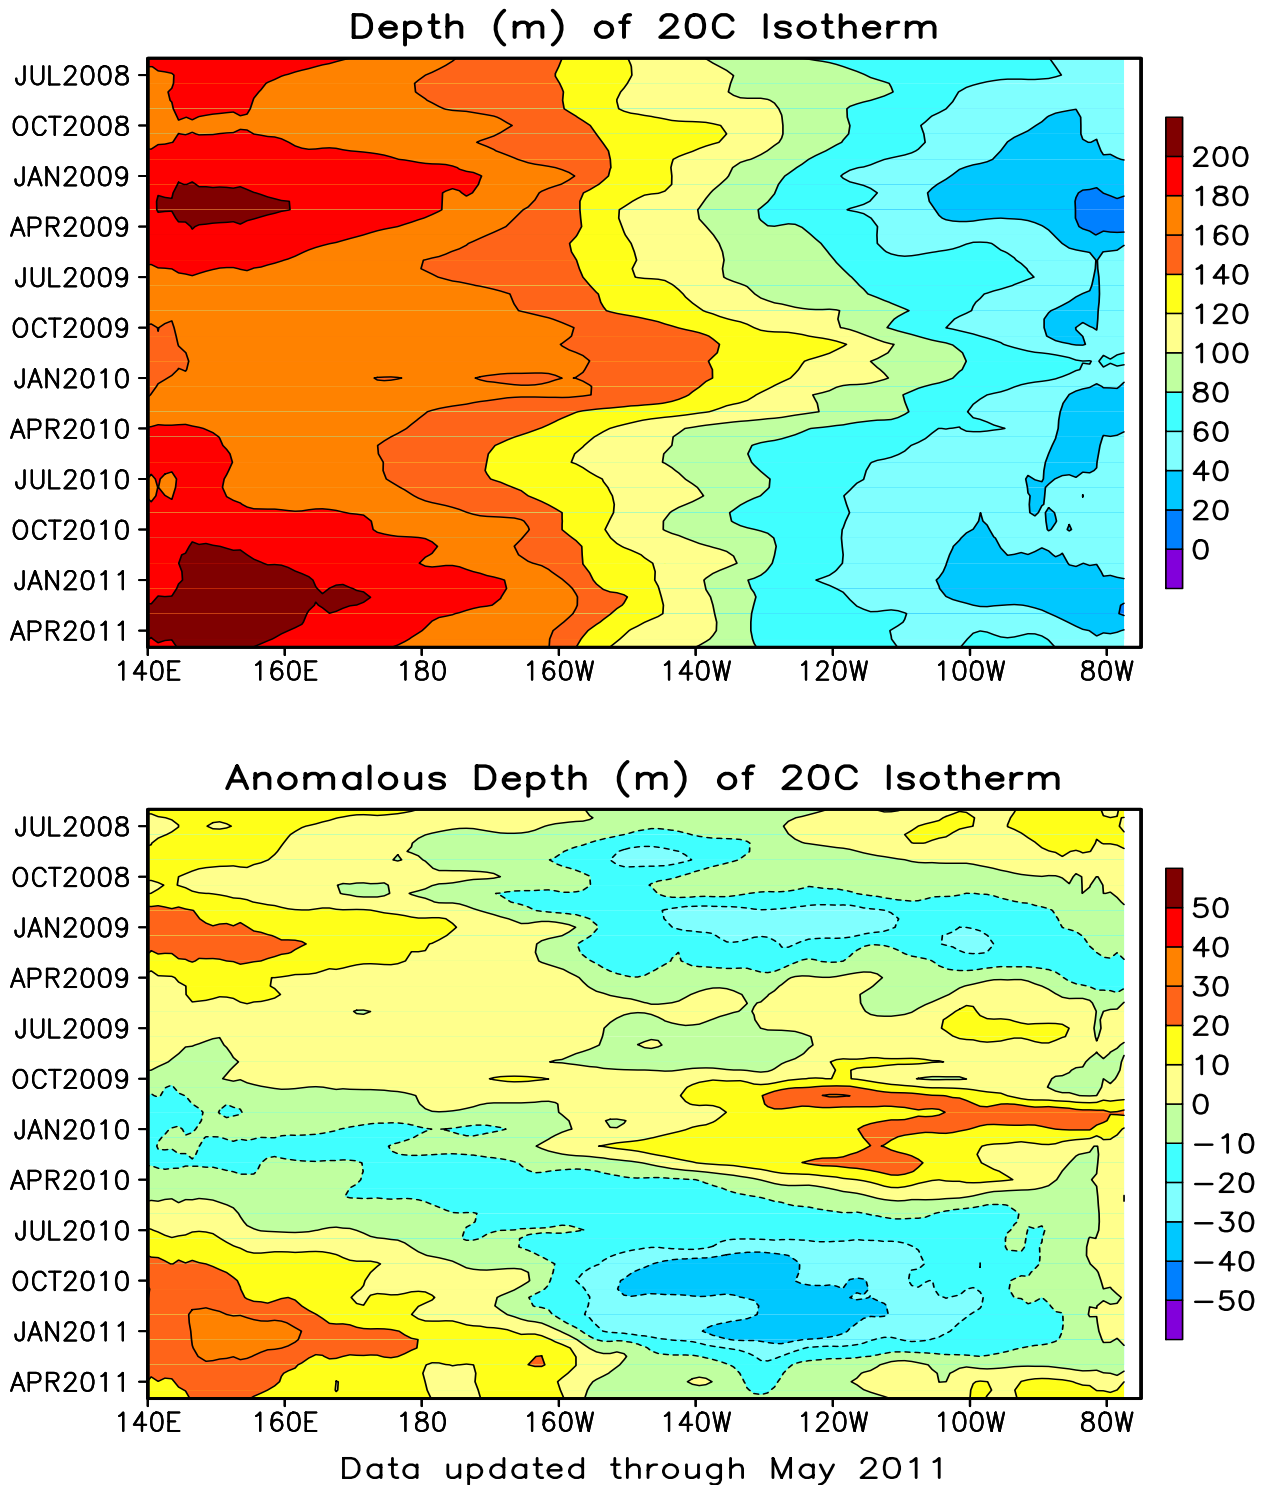 Depth (m) of 20C Isotherm
JUL2008
OCT2008
JAN2009
APR2009
JUL2009
OCT2009
JAN2010
APR2010
JUL2010
OCT2010
JAN2011
APR2011
140E 160E 180 160W 140W 120W 100W 80W
200
180
160
140
120
100
80
60
40
20
0
Anomalous Depth (m) of 20C Isotherm
JUL2008
OCT2008
JAN2009
APR2009
JUL2009
OCT2009
JAN2010
APR2010
JUL2010
OCT2010
JAN2011
APR2011
140E 160E 180 160W 140W 120W 100W 80W
50
40
30
20
10
0
−10
−20
−30
−40
−50
Data updated through May 2011